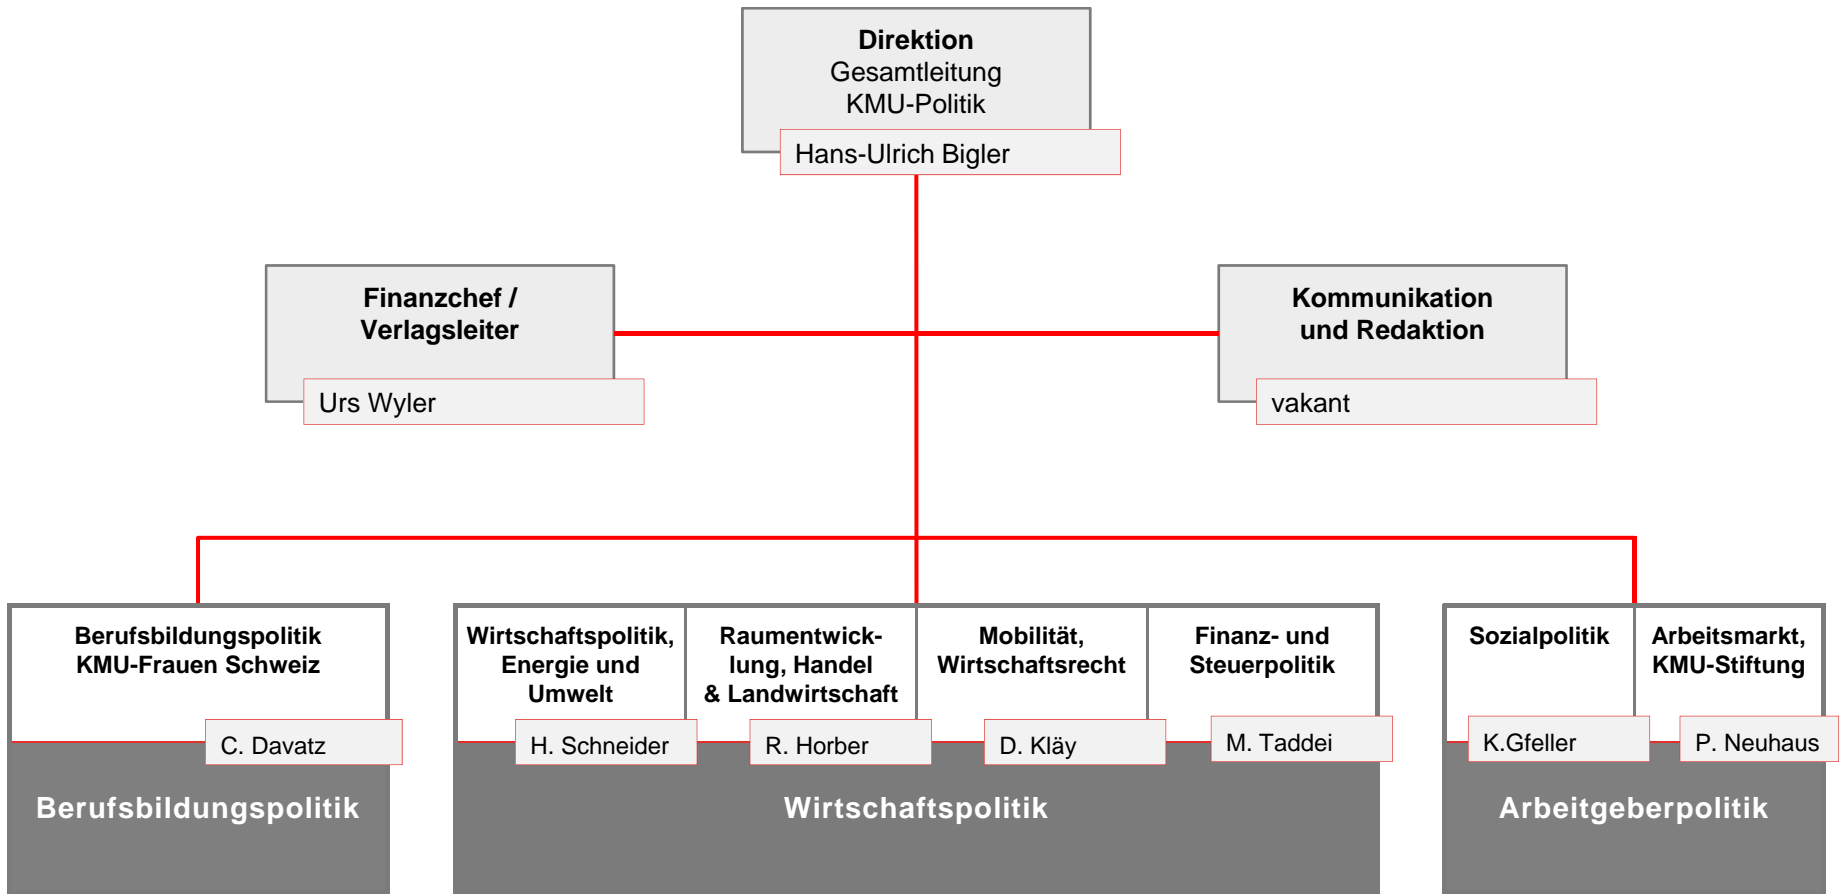 Direktion
Gesamtleitung
KMU-Politik
Hans-Ulrich Bigler
Finanzchef /
Verlagsleiter
Urs Wyler
Kommunikation
und Redaktion
vakant
Berufsbildungspolitik
KMU-Frauen Schweiz
C. Davatz
Berufsbildungspolitik
Wirtschaftspolitik,
Energie und
Umwelt
H. Schneider
Raumentwick-
lung, Handel
& Landwirtschaft
R. Horber
Mobilität,
Wirtschaftsrecht
D. Kläy
Finanz- und
Steuerpolitik
M. Taddei
Wirtschaftspolitik
Sozialpolitik
K.Gfeller
Arbeitsmarkt,
KMU-Stiftung
P. Neuhaus
Arbeitgeberpolitik